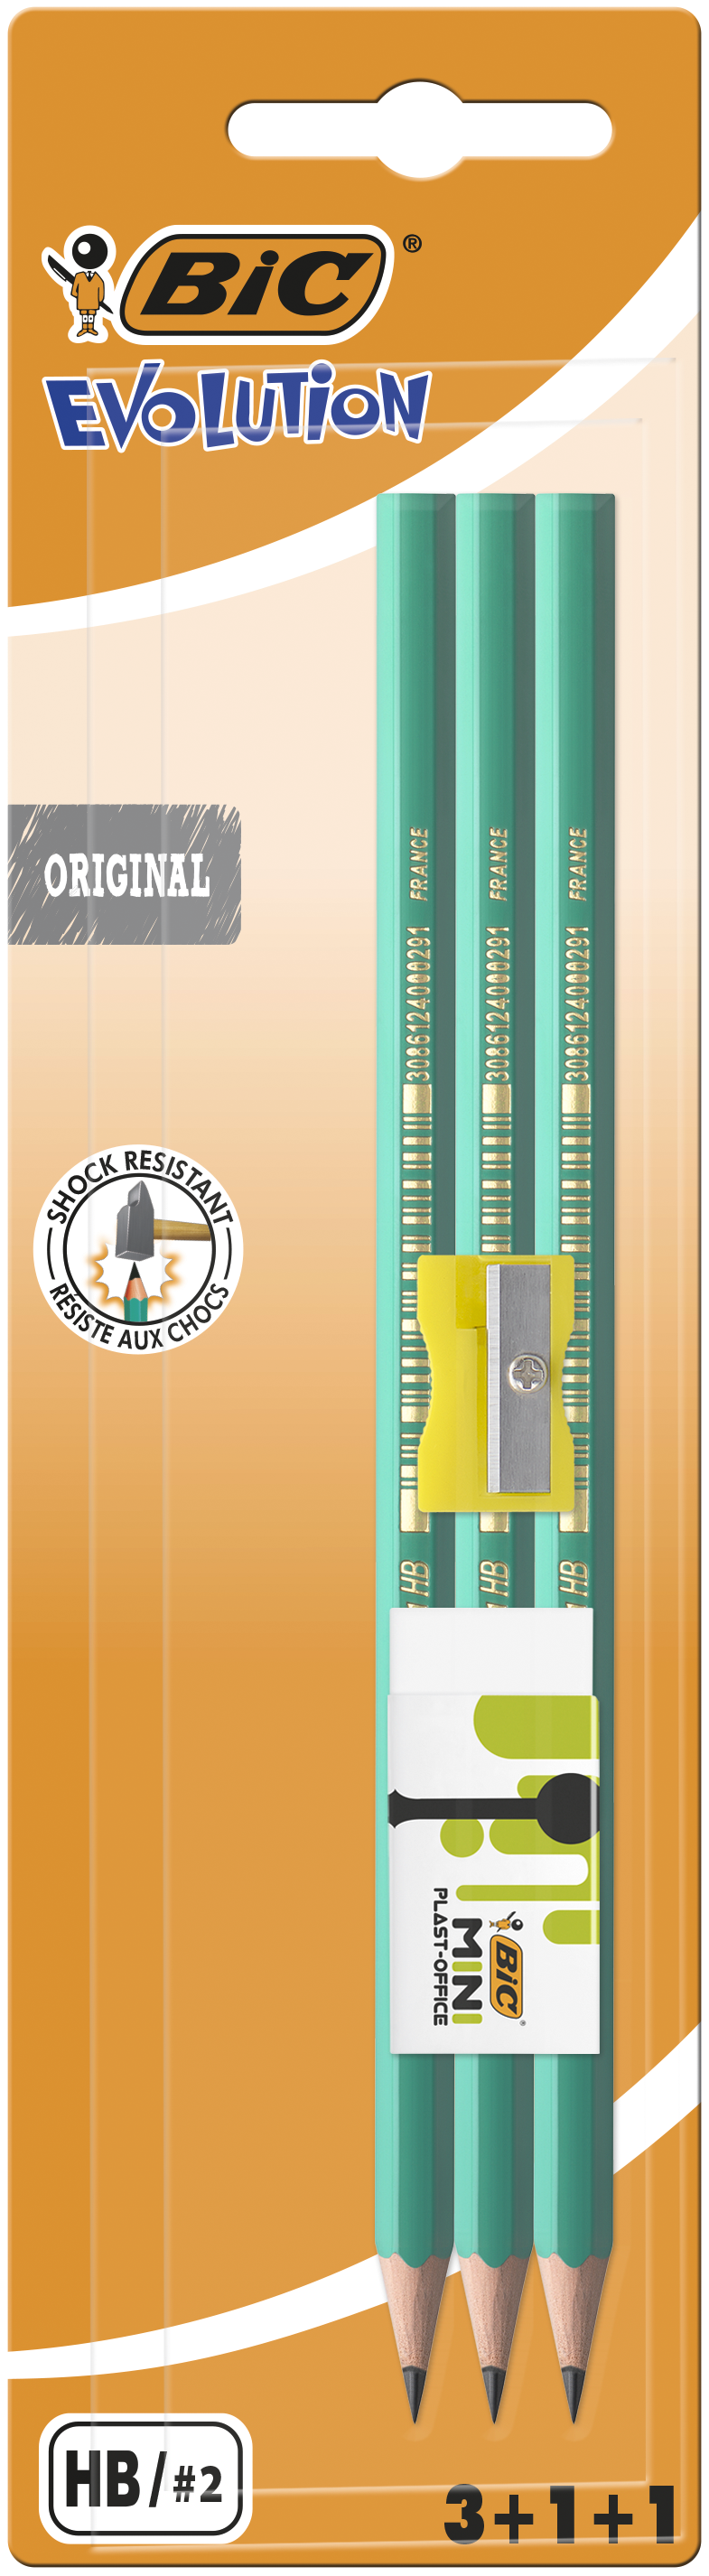 BiC®
EVOLUTiON
ORIGINAL
FRANCE
FRANCE
FRANCE
3086124000291
3086124000291
3086124000291
SHOCK RESISTANT
RÉSISTE AUX CHOCS
HB
HB
HB
BiC®
MINI
PLAST-OFFICE
HB/#2
3+1+1